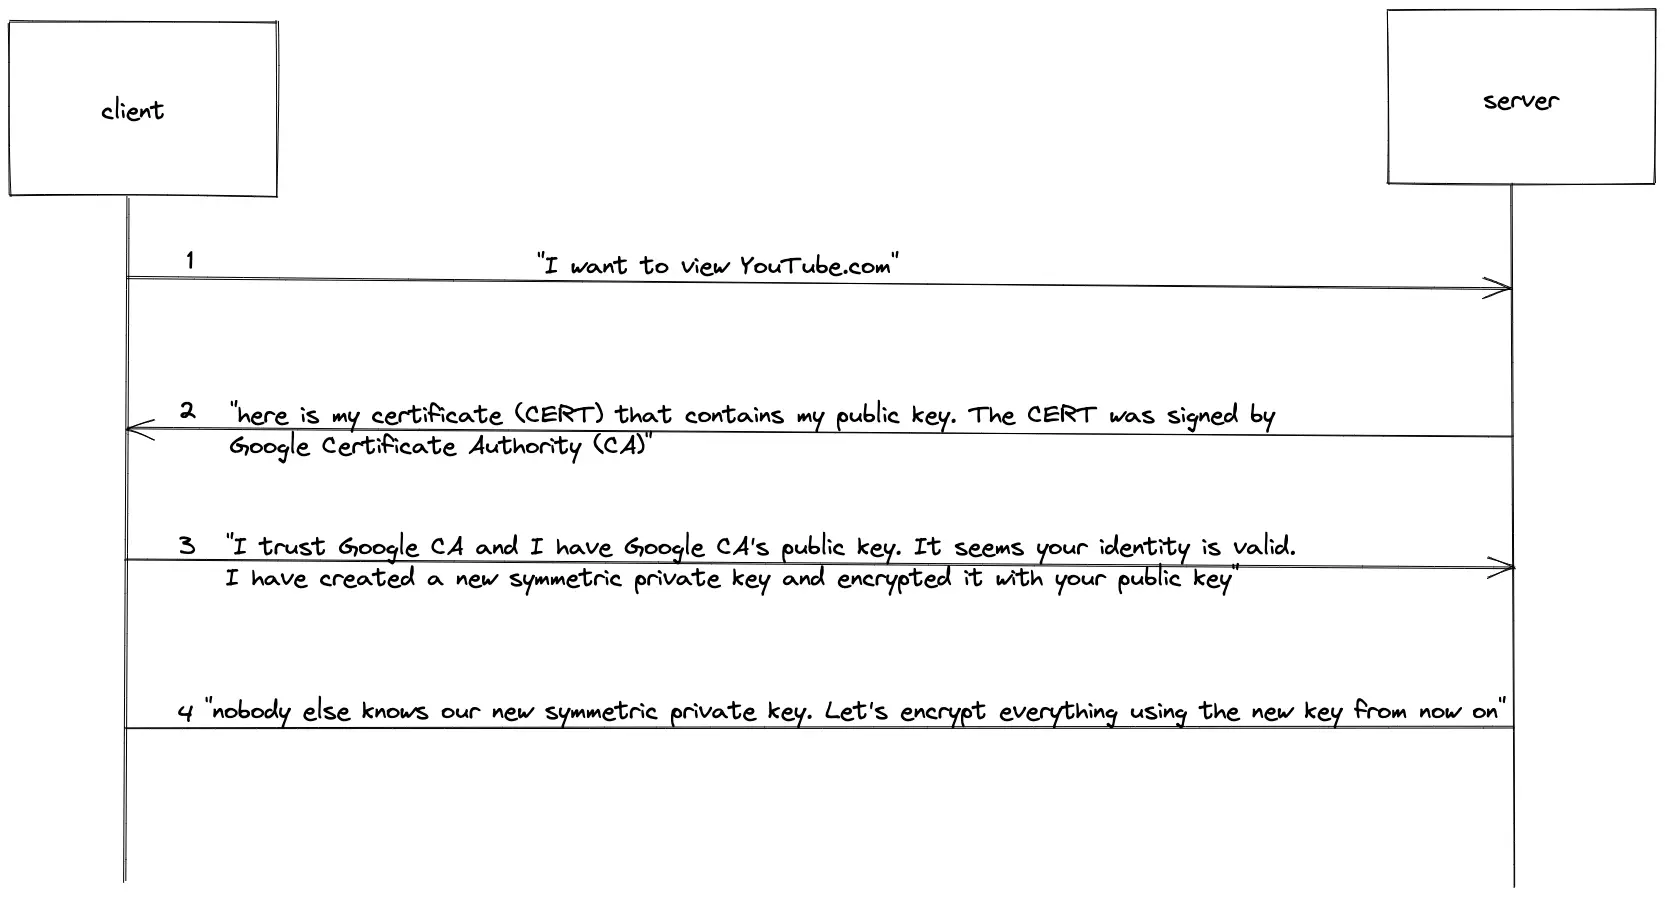 client
server
1
"I want to view YouTube.com"
2 "here is my certificate (CERT) that contains my public key. The CERT was signed by
Google Certificate Authority (CA)"
3 "I trust Google CA and I have Google CA's public key. It seems your identity is valid.
I have created a new symmetric private key and encrypted it with your public key"
4 "nobody else knows our new symmetric private key. Let's encrypt everything using the new key from now on"